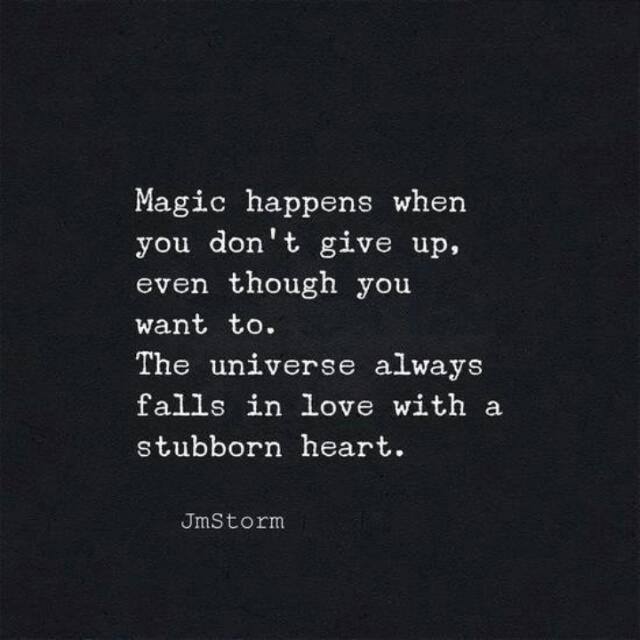 Magic happens when
you don't give up,
even though you
want to.
The universe always
falls in love with a
stubborn heart.
JmStorm